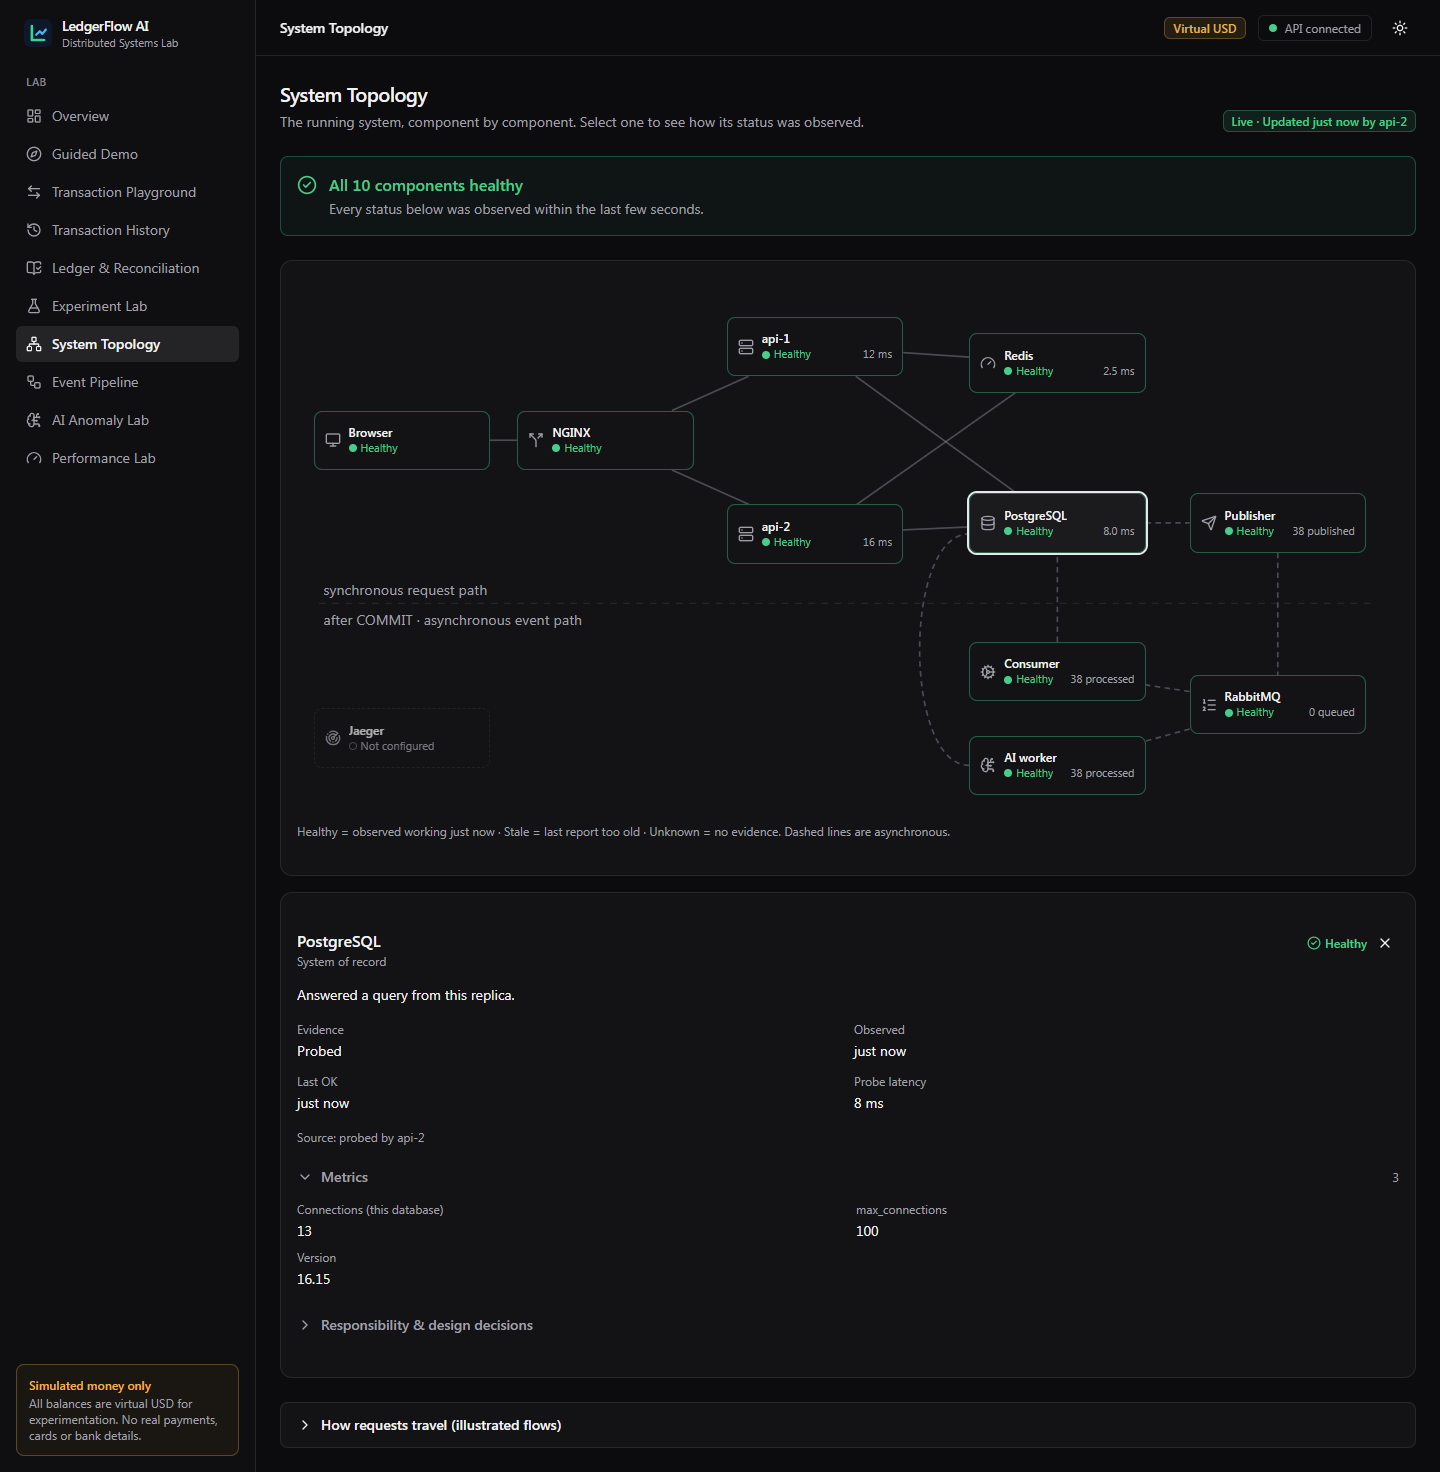 LedgerFlow AI
Distributed Systems Lab
LAB
Overview
Guided Demo
Transaction Playground
Transaction History
Ledger & Reconciliation
Experiment Lab
System Topology
Event Pipeline
AI Anomaly Lab
Performance Lab
Simulated money only
All balances are virtual USD for
experimentation. No real payments,
cards or bank details.
System Topology
Virtual USD
API connected
System Topology
The running system, component by component. Select one to see how its status was observed.
Live · Updated just now by api-2
All 10 components healthy
Every status below was observed within the last few seconds.
api-1
Healthy 12 ms
Redis
Healthy 2.5 ms
Browser
Healthy
NGINX
Healthy
api-2
Healthy 16 ms
PostgreSQL
Healthy 8.0 ms
Publisher
Healthy 38 published
synchronous request path
after COMMIT · asynchronous event path
Consumer
Healthy 38 processed
RabbitMQ
Healthy 0 queued
Jaeger
Not configured
AI worker
Healthy 38 processed
Healthy = observed working just now · Stale = last report too old · Unknown = no evidence. Dashed lines are asynchronous.
PostgreSQL
Healthy
System of record
Answered a query from this replica.
Evidence
Probed
Observed
just now
Last OK
just now
Probe latency
8 ms
Source: probed by api-2
Metrics 3
Connections (this database)
13
max_connections
100
Version
16.15
Responsibility & design decisions
How requests travel (illustrated flows)